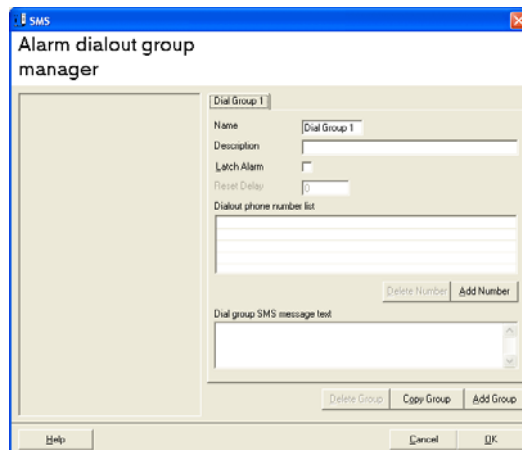 SMS
Alarm dialout group
manager
Dial Group 1
Name Dial Group 1
Description
Latch Alarm
Reset Delay 0
Dialout phone number list
Delete Number Add Number
Dial group SMS message text
Delete Group Copy Group Add Group
Help Cancel OK